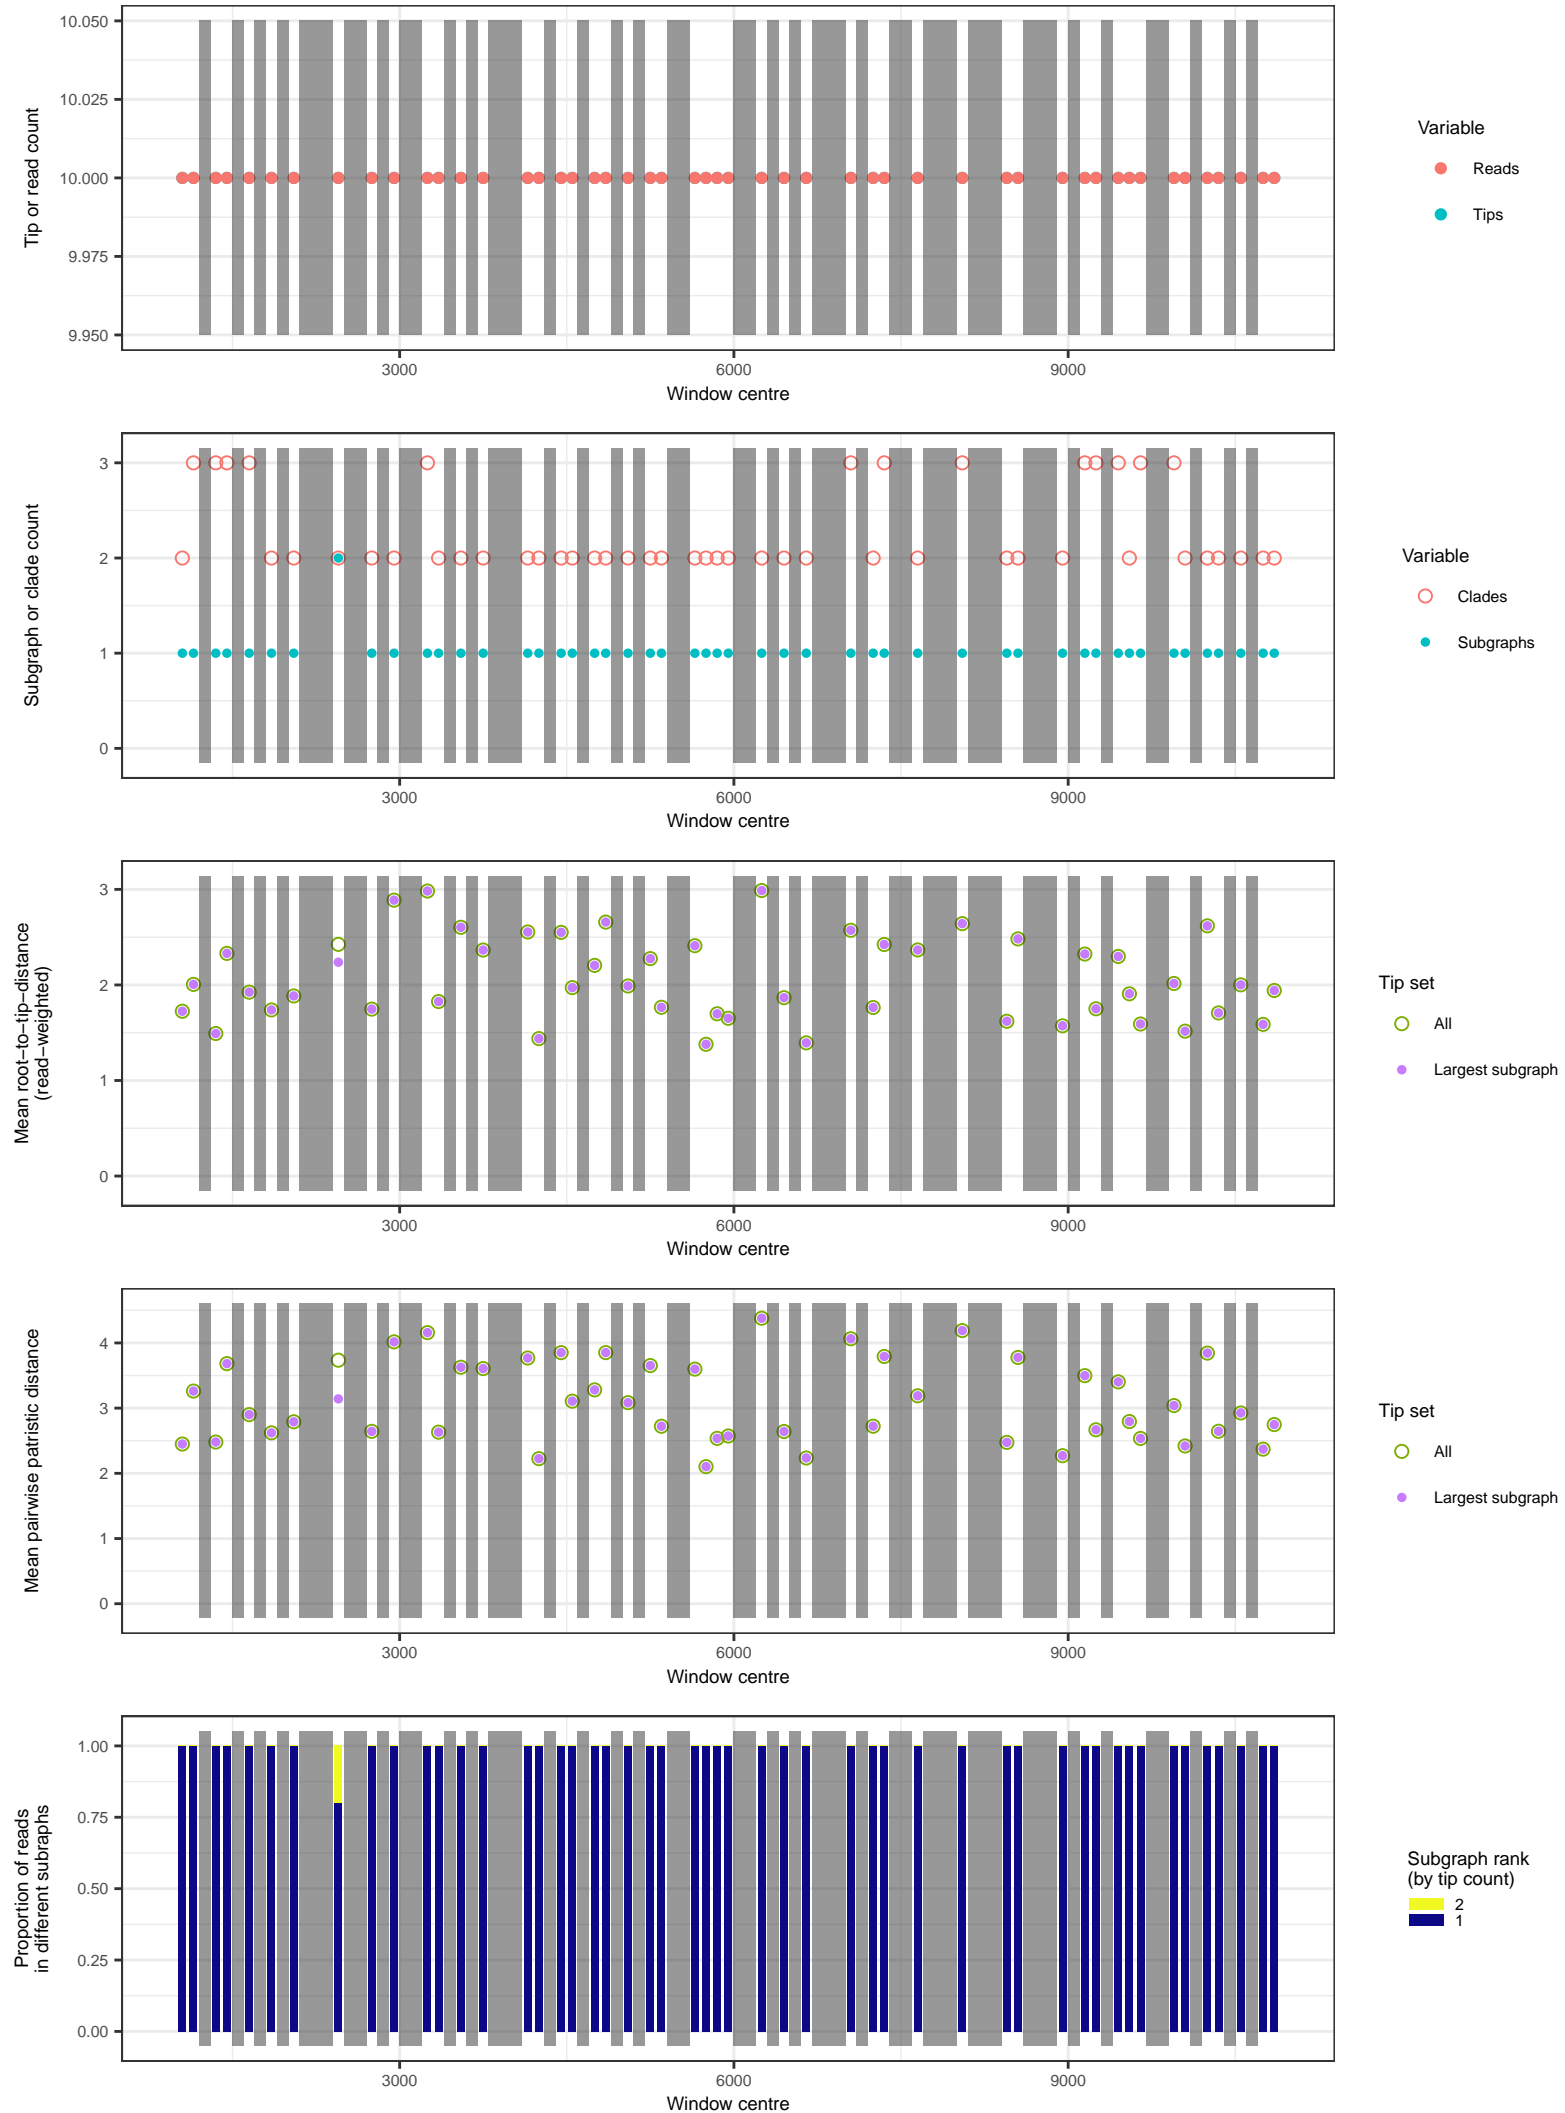 10.050
10.025
10.000
9.975
9.950
Tip or read count
3000
6000
9000
Window centre
Variable
Reads
Tips
3
2
1
0
Subgraph or clade count
3000
6000
9000
Window centre
Variable
Clades
Subgraphs
3
2
1
0
Mean root−to−tip−distance
(read−weighted)
3000
6000
9000
Window centre
Tip set
All
Largest subgraph
4
3
2
1
0
Mean pairwise patristic distance
3000
6000
9000
Window centre
Tip set
All
Largest subgraph
1.00
0.75
0.50
0.25
0.00
Proportion of reads
in different subraphs
3000
6000
9000
Window centre
Subgraph rank
(by tip count)
2
1